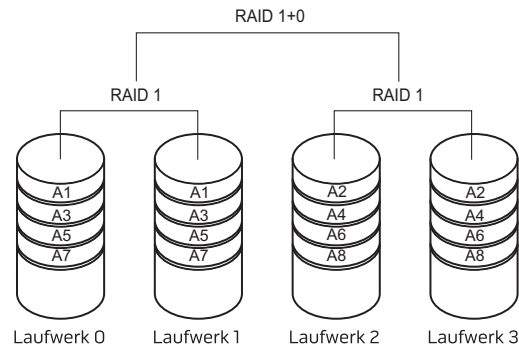 RAID 1+0
RAID 1 RAID 1
A1 A1 A2 A2
A3 A3 A4 A4
A5 A5 A6 A6
A7 A7 A8 A8
Laufwerk 0 Laufwerk 1 Laufwerk 2 Laufwerk 3